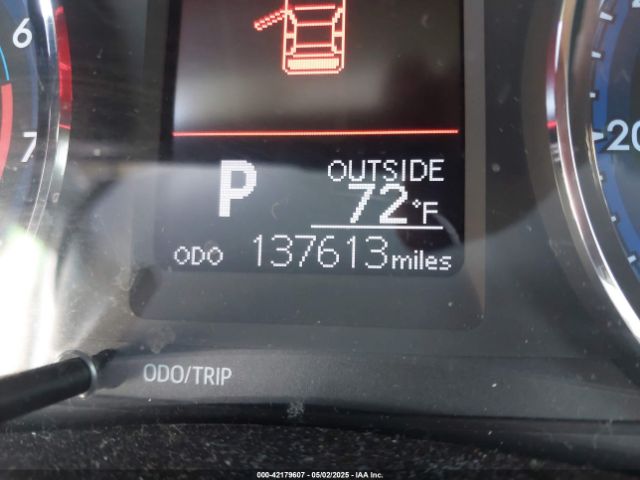 6
7
20
P
OUTSIDE
72°F
ODO 137613 miles
ODO/TRIP
000-42179607 - 05/02/2025 - IAA Inc.